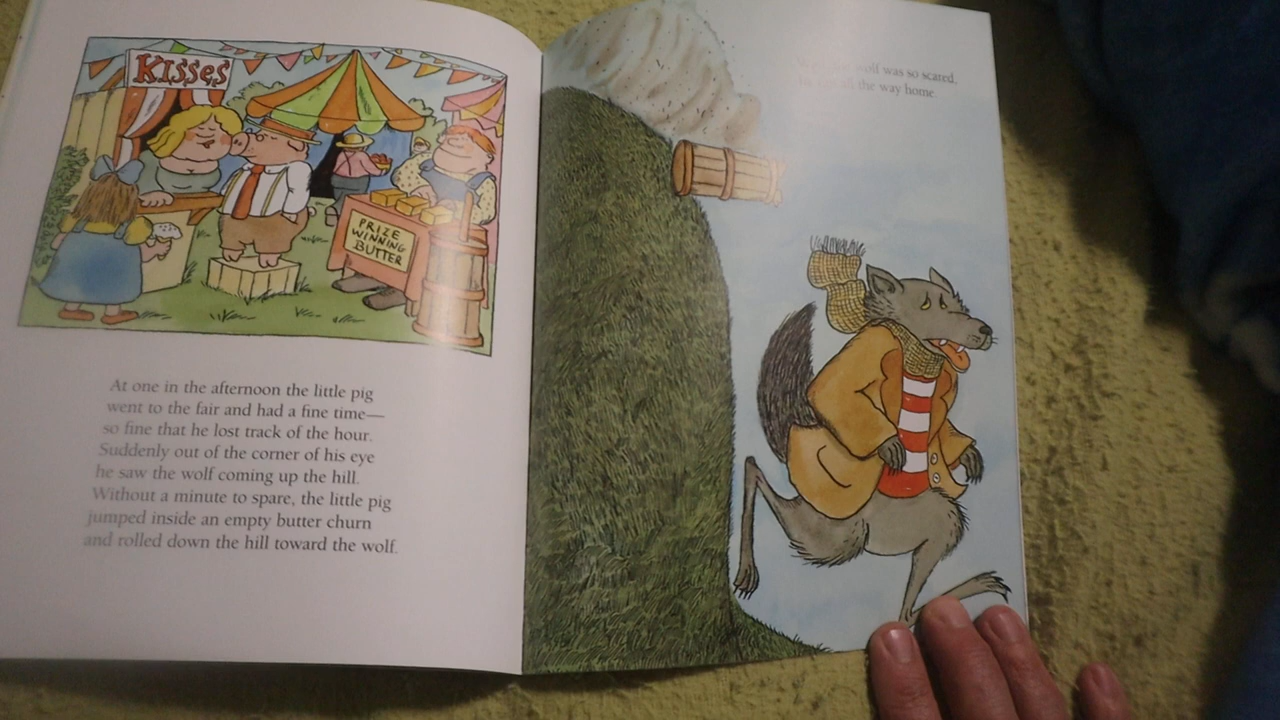 Kisses
PRIZE
WINNING
BUTTER
At one in the afternoon the little pig
went to the fair and had a fine time—
so fine that he lost track of the hour.
Suddenly out of the corner of his eye
he saw the wolf coming up the hill.
Without a minute to spare, the little pig
jumped inside an empty butter churn
and rolled down the hill toward the wolf.
wolf was so scared,
the way home.